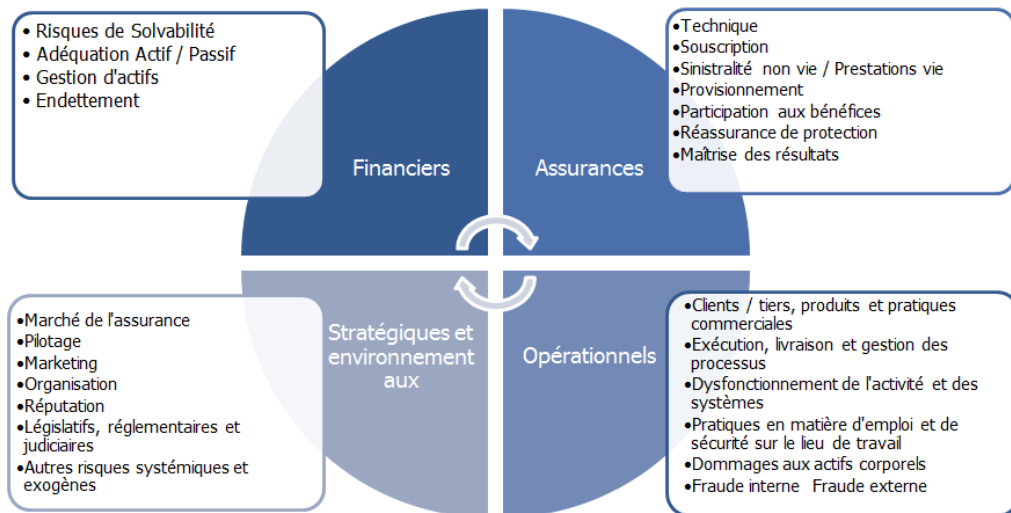 • Risques de Solvabilité
• Adéquation Actif / Passif
• Gestion d'actifs
• Endettement
Financiers
Assurances
•Technique
•Souscription
•Sinistralité non vie / Prestations vie
•Provisionnement
•Participation aux bénéfices
•Réassurance de protection
•Maîtrise des résultats
•Marché de l'assurance
•Pilotage
•Marketing
•Organisation
•Réputation
•Législatifs, réglementaires et
judiciaires
•Autres risques systémiques et
exogènes
Stratégiques et
environnement
aux
Opérationnels
•Clients / tiers, produits et pratiques
commerciales
•Exécution, livraison et gestion des
processus
•Dysfonctionnement de l'activité et des
systèmes
•Pratiques en matière d'emploi et de
sécurité sur le lieu de travail
•Dommages aux actifs corporels
•Fraude interne Fraude externe